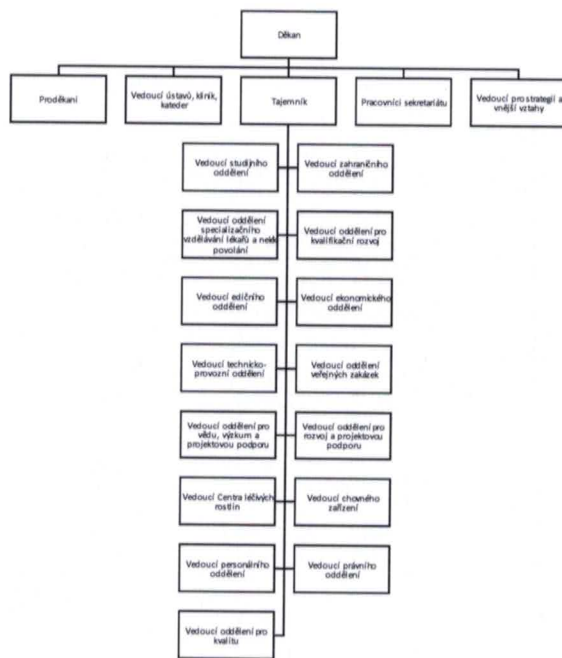 Děkan
Proděkani
Vedoucí ústavů, klinik,
kateder
Tajemník
Pracovníci sekretariátu
Vedoucí pro strategii a
vnější vztahy
Vedoucí studijního
oddělení
Vedoucí zahraničního
oddělení
Vedoucí oddělení
specializačního
vzdělávání lékařů a nelék
povolání
Vedoucí oddělení pro
kvalifikační rozvoj
Vedoucí edičního
oddělení
Vedoucí ekonomického
oddělení
Vedoucí technicko-
provozní oddělení
Vedoucí oddělení
veřejných zakázek
Vedoucí oddělení pro
vědu, výzkum a
projektovou podporu
Vedoucí oddělení pro
rozvoj a projektovou
podporu
Vedoucí Centra léčivých
rostlin
Vedoucí chovného
zařízení
Vedoucí personálního
oddělení
Vedoucí právního
oddělení
Vedoucí oddělení pro
kvalitu